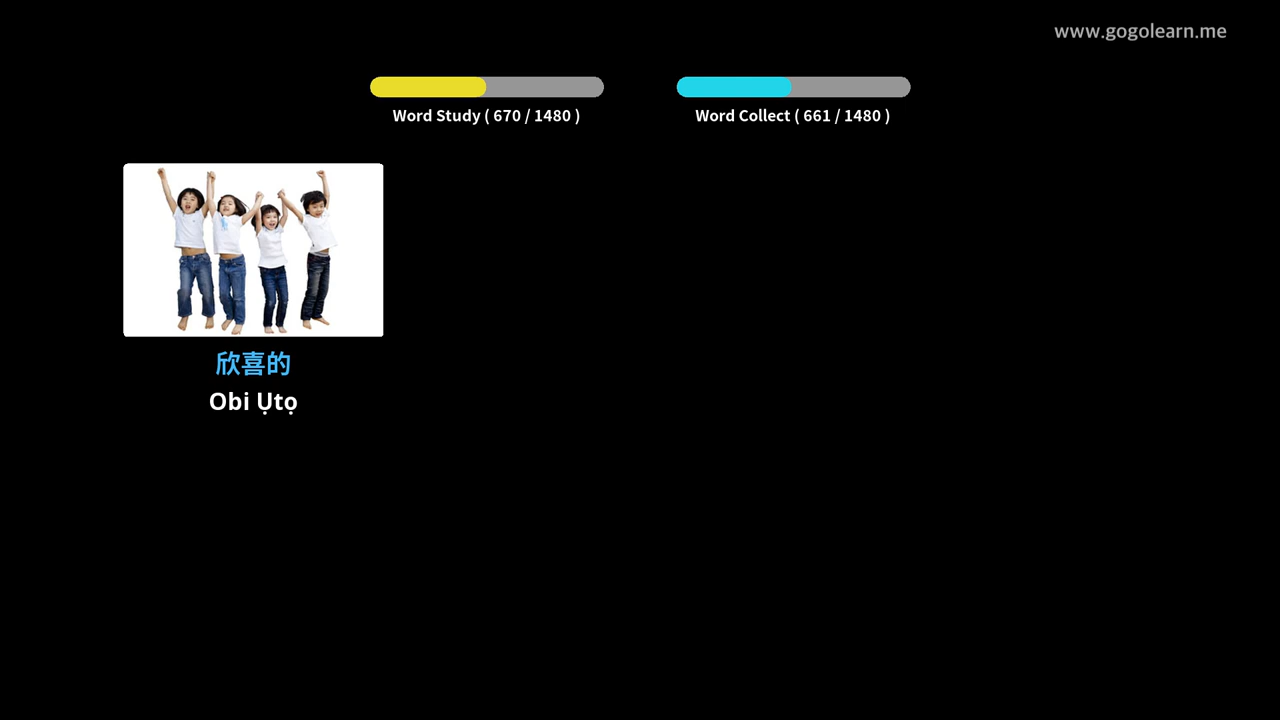 www.gogolearn.me
Word Study ( 670 / 1480 )
Word Collect ( 661 / 1480 )
欣喜的
Obi Ụtọ